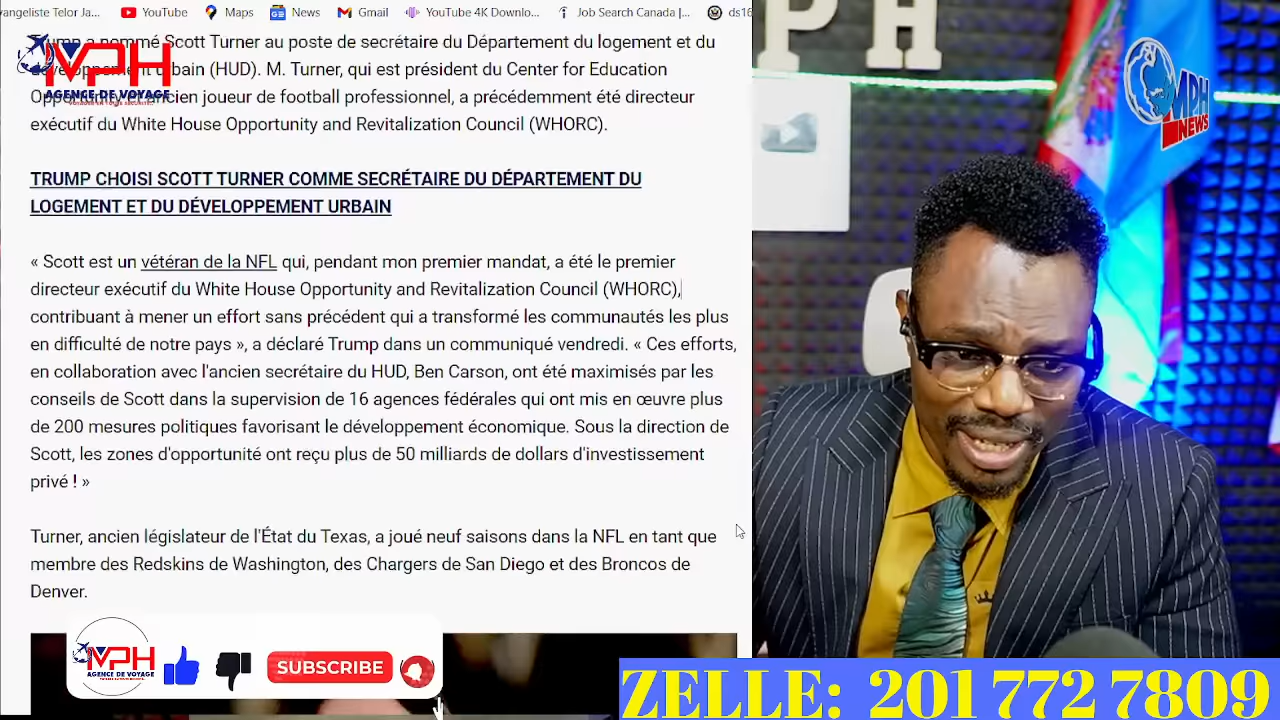 vangeliste Telor Ja...
YouTube
Maps
News
Gmail
YouTube 4K Downlo...
Job Search Canada |...
ds16
Trump a nommé Scott Turner au poste de secrétaire du Département du logement et du
urbain (HUD). M. Turner, qui est président du Center for Education
Opportunity ancien joueur de football professionnel, a précédemment été directeur
exécutif du White House Opportunity and Revitalization Council (WHORC).
MPH
AGENCE DE VOYAGE
TRUMP CHOISI SCOTT TURNER COMME SECRÉTAIRE DU DÉPARTEMENT DU
LOGEMENT ET DU DÉVELOPPEMENT URBAIN
« Scott est un vétéran de la NFL qui, pendant mon premier mandat, a été le premier
directeur exécutif du White House Opportunity and Revitalization Council (WHORC),
contribuant à mener un effort sans précédent qui a transformé les communautés les plus
en difficulté de notre pays », a déclaré Trump dans un communiqué vendredi. « Ces efforts,
en collaboration avec l'ancien secrétaire du HUD, Ben Carson, ont été maximisés par les
conseils de Scott dans la supervision de 16 agences fédérales qui ont mis en œuvre plus
de 200 mesures politiques favorisant le développement économique. Sous la direction de
Scott, les zones d'opportunité ont reçu plus de 50 milliards de dollars d'investissement
privé ! »
Turner, ancien législateur de l'État du Texas, a joué neuf saisons dans la NFL en tant que
membre des Redskins de Washington, des Chargers de San Diego et des Broncos de
Denver.
MPH
AGENCE DE VOYAGE
SUBSCRIBE
PH
MPH
NEWS
ZELLE: 201 772 7809